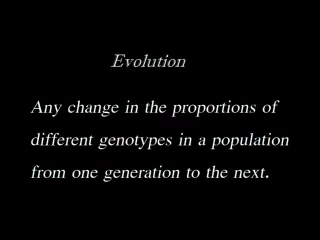 Evolution
Any change in the proportions of
different genotypes in a population
from one generation to the next.